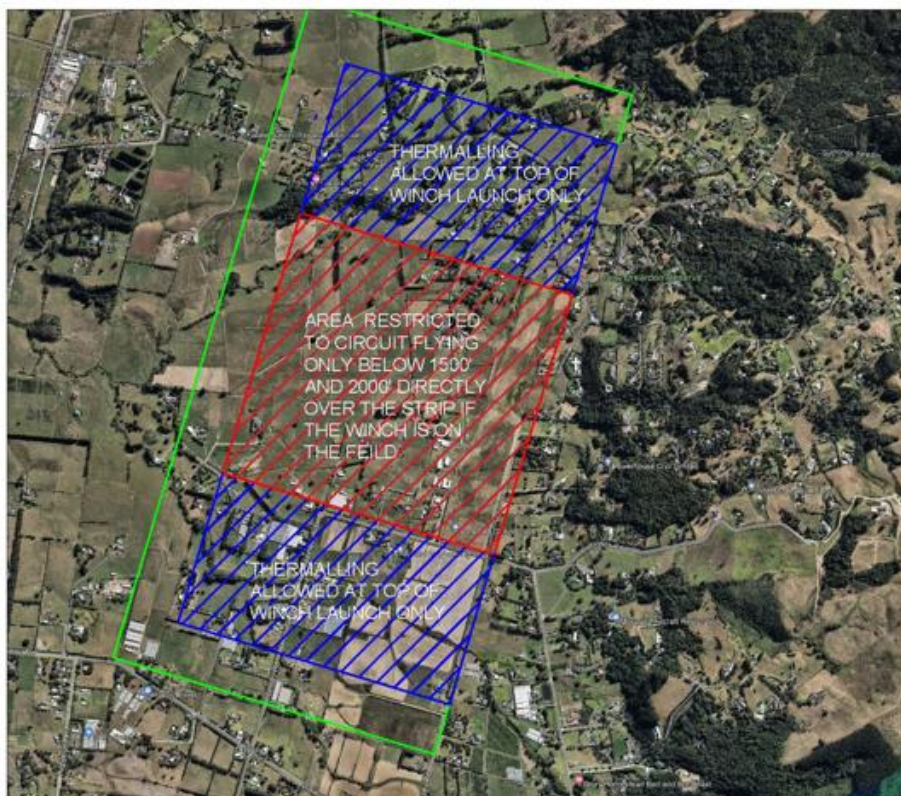 THERMALLING
ALLOWED AT TOP OF
WINCH LAUNCH ONLY
AREA RESTRICTED
TO CIRCUIT FLYING
ONLY BELOW 1500'
AND 2000' DIRECTLY
OVER THE STRIP IF
THE WINCH IS ON
THE FEILD.
THERMALLING
ALLOWED AT TOP OF
WINCH LAUNCH ONLY